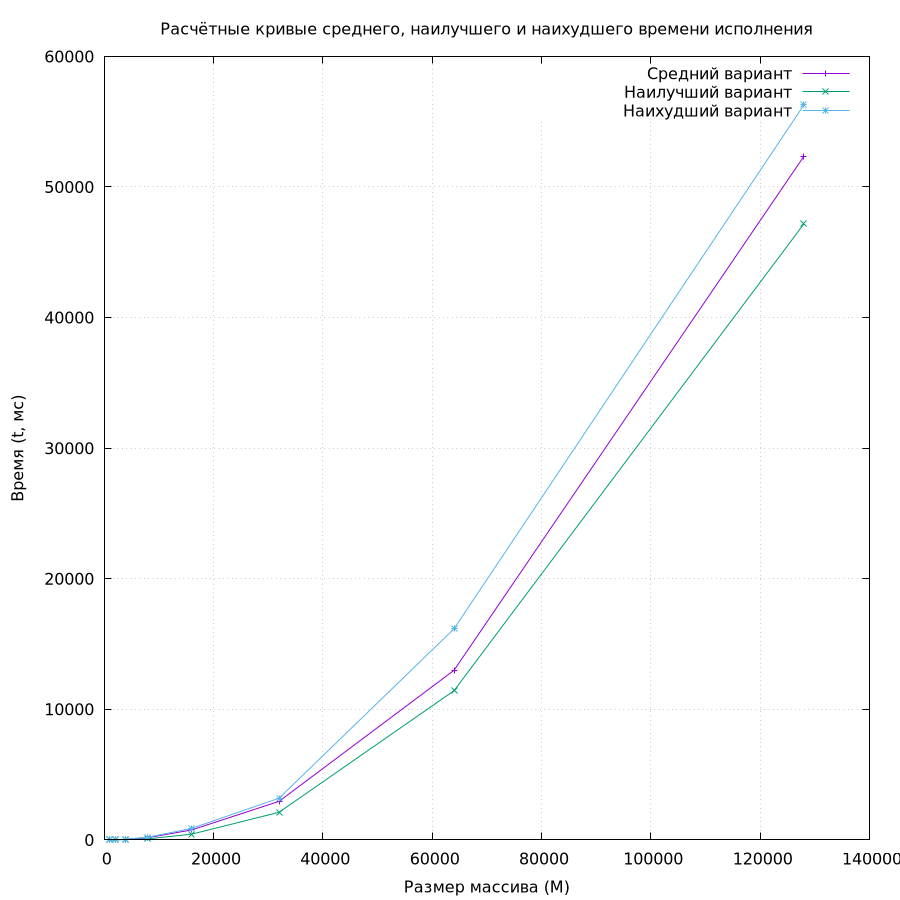 Расчётные кривые среднего, наилучшего и наихудшего времени исполнения
Средний вариант
Наилучший вариант
Наихудший вариант
60000
50000
40000
30000
20000
10000
0
Время (t, мс)
0 20000 40000 60000 80000 100000 120000 140000
Размер массива (M)